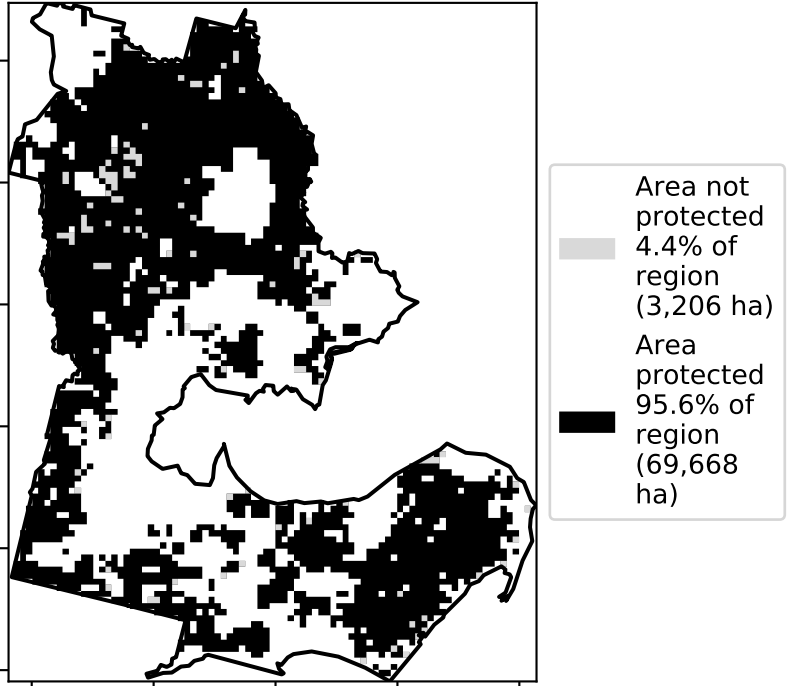 Area not
protected
4.4% of
region
(3,206 ha)
Area
protected
95.6% of
region
(69,668
ha)